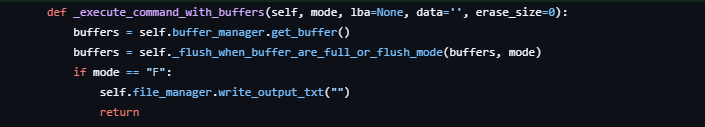 def _execute_command_with_buffers(self, mode, lba=None, data='', erase_size=0):
    buffers = self.buffer_manager.get_buffer()
    buffers = self._flush_when_buffer_are_full_or_flush_mode(buffers, mode)
    if mode == "F":
        self.file_manager.write_output_txt("")
        return